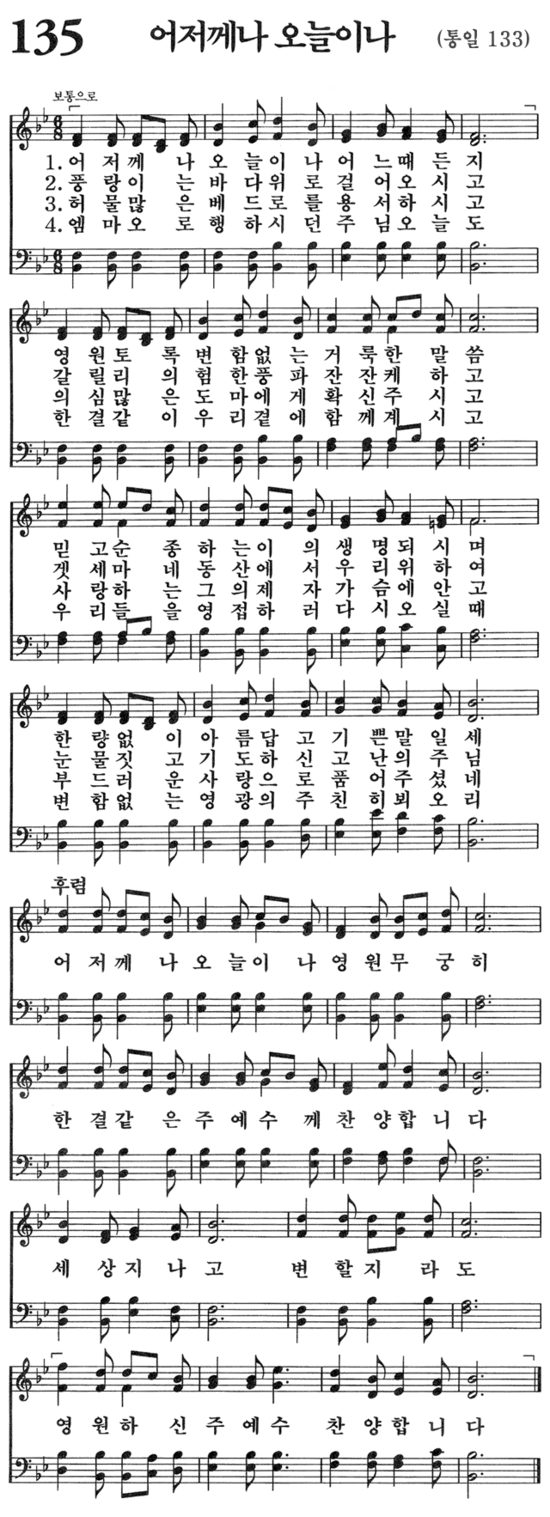 135 어저께나 오늘이나 (통일 133)
보통으로
1. 어 저 께 나 오 늘 이 나 어 느 때 든 지
2. 풍 랑 이 는 바 다 위 로 걸 어 오 시 고
3. 허 물 많 은 베 드 로 를 용 서 하 시 고
4. 엠 마 오 로 행 하 시 던 주 님 오 늘 도
영 원 토 록 변 함 없 는 거 룩 한 말 씀
갈 릴 리 의 험 한 풍 파 잔 잔 케 하 고
의 심 많 은 도 마 에 게 확 신 주 시 고
한 결 같 이 우 리 곁 에 함 께 계 시 고
믿 고 순 종 하 는 이 의 생 명 되 시 며
겟 세 마 네 동 산 에 서 우 리 위 하 여
사 랑 하 는 그 의 제 자 가 슴 에 안 고
우 리 들 을 영 접 하 러 다 시 오 실 때
한 량 없 이 아 름 답 고 기 쁜 말 일 세
눈 물 짓 고 기 도 하 신 고 난 의 주 님
부 드 러 운 사 랑 으 로 품 어 주 셨 네
변 함 없 는 영 광 의 주 친 히 뵈 오 리
후렴
어 저 께 나 오 늘 이 나 영 원 무 궁 히
한 결 같 은 주 예 수 께 찬 양 합 니 다
세 상 지 나 고 변 할 지 라 도
영 원 하 신 주 예 수 찬 양 합 니 다